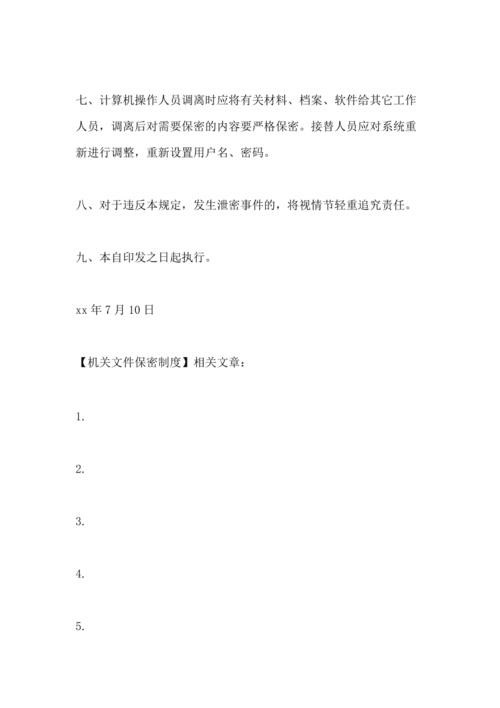 七、计算机操作人员调离时应将有关材料、档案、软件给其它工作
人员，调离后对需要保密的内容要严格保密。接替人员应对系统重
新进行调整，重新设置用户名、密码。
八、对于违反本规定，发生泄密事件的，将视情节轻重追究责任。
九、本自印发之日起执行。
xx 年 7 月 10 日
【机关文件保密制度】相关文章：
1.
2.
3.
4.
5.